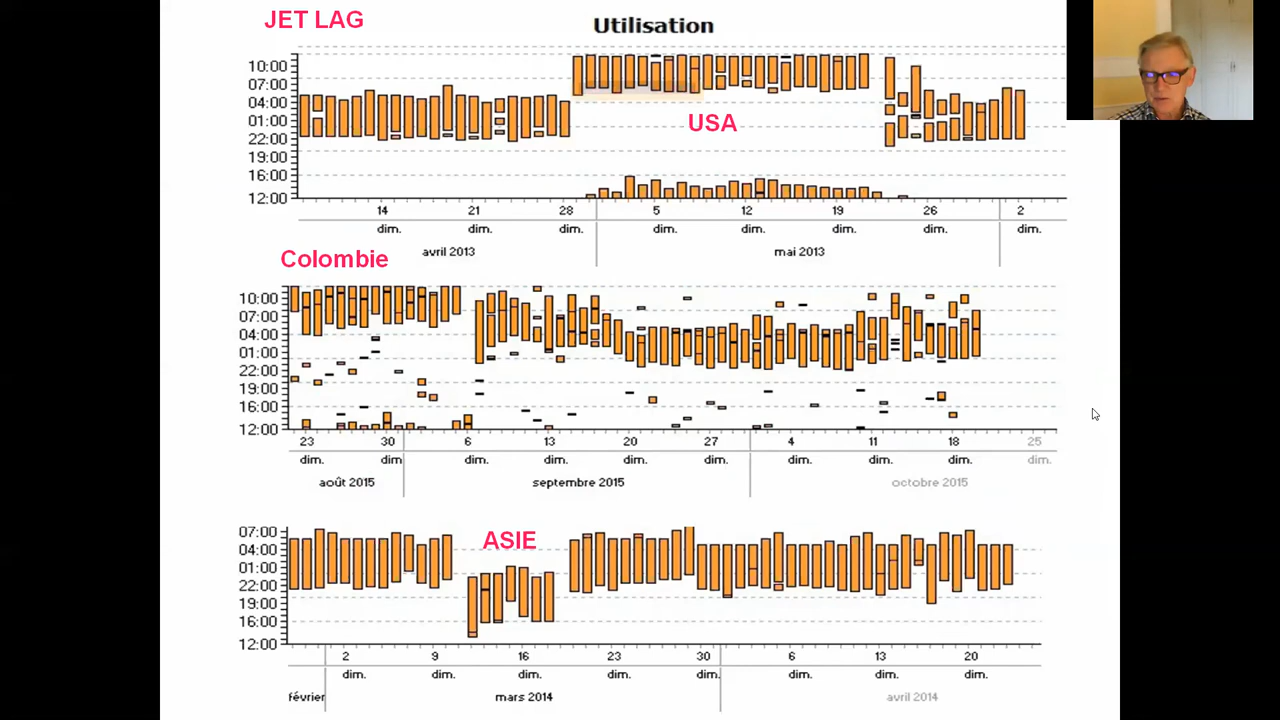 JET LAG
Utilisation
10:00
07:00
04:00
01:00
22:00
19:00
16:00
12:00
USA
14 21 28 5 12 19 26 2
dim. dim. dim. dim. dim. dim. dim. dim.
avril 2013 mai 2013
Colombie
10:00
07:00
04:00
01:00
22:00
19:00
16:00
12:00
23 30 6 13 20 27 4 11 18 25
dim. dim dim. dim. dim. dim. dim. dim. dim. dim.
août 2015 septembre 2015 octobre 2015
ASIE
07:00
04:00
01:00
22:00
19:00
16:00
12:00
2 9 16 23 30 6 13 20
dim. dim. dim. dim. dim. dim. dim. dim.
février mars 2014 avril 2014